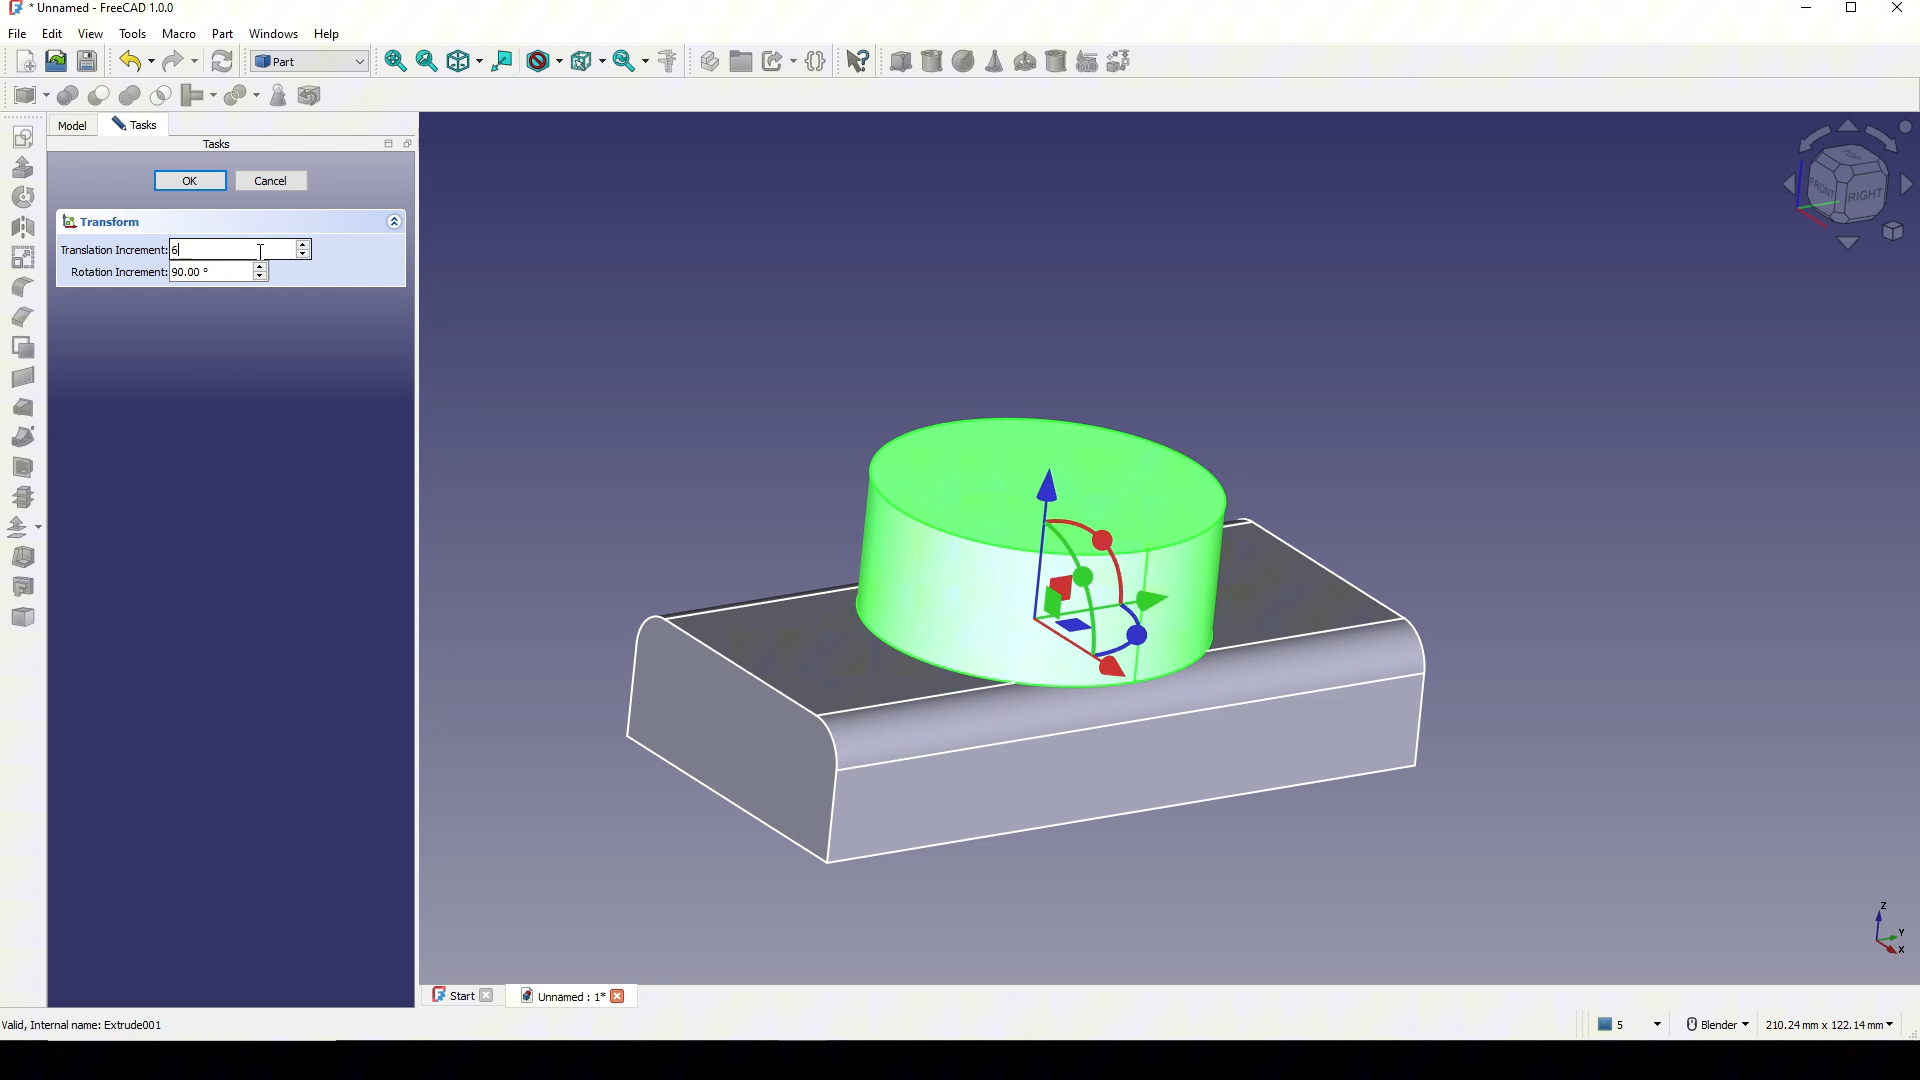 * Unnamed - FreeCAD 1.0.0
File Edit View Tools Macro Part Windows Help
Part
Model Tasks
Tasks
OK Cancel
Transform
Translation Increment: 6
Rotation Increment: 90.00 °
TOP
FRONT RIGHT
Z
Y
X
Start Unnamed : 1*
Valid, Internal name: Extrude001
5 Blender 210.24 mm x 122.14 mm